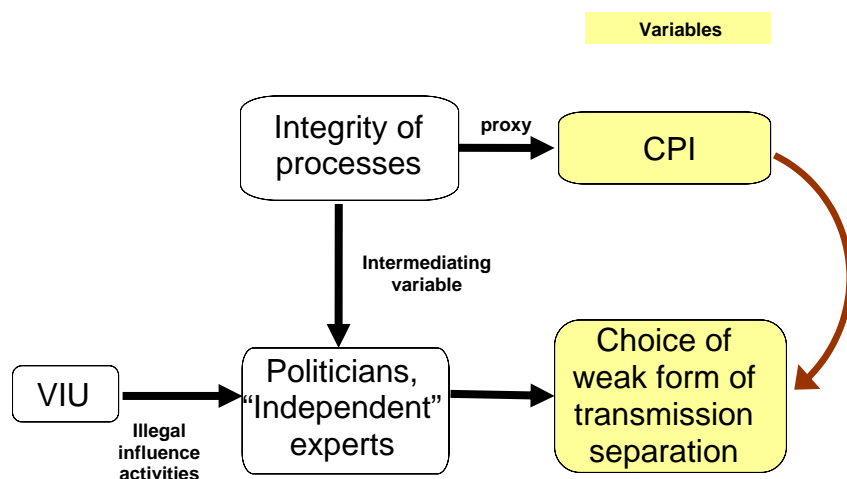 Variables
Integrity of
processes
proxy
CPI
Intermediating
variable
VIU
Illegal
influence
activities
Politicians,
“Independent”
experts
Choice of
weak form of
transmission
separation